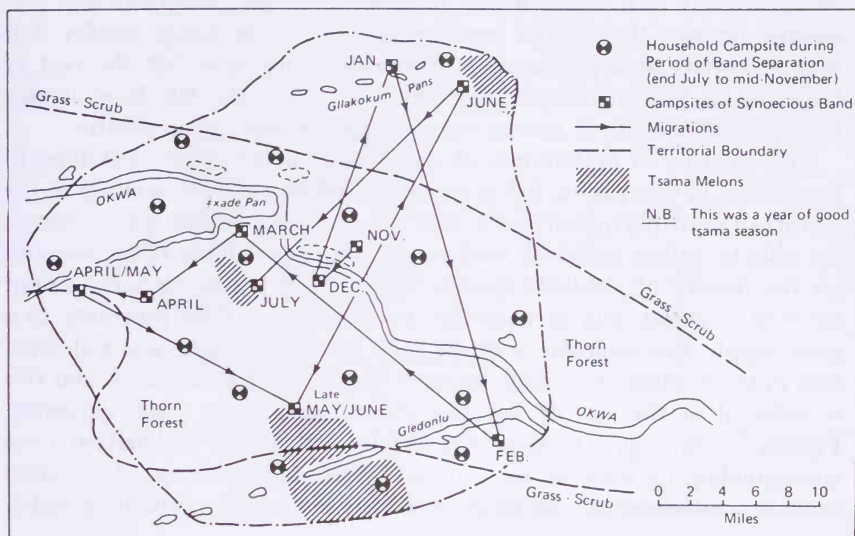 JAN.
Gllakokum Pans
JUNE
Grass-Scrub
OKWA
ǂxade Pan
MARCH
NOV.
APRIL/MAY
APRIL
JULY
DEC.
Grass-Scrub
Thorn
Forest
Thorn
Forest
Late
MAY/JUNE
Gledonlu
FEB.
OKWA
Grass-Scrub
Household Campsite during
Period of Band Separation
(end July to mid-November)
Campsites of Synoecious Band
Migrations
Territorial Boundary
Tsama Melons
N.B. This was a year of good
tsama season
0 2 4 6 8 10
Miles